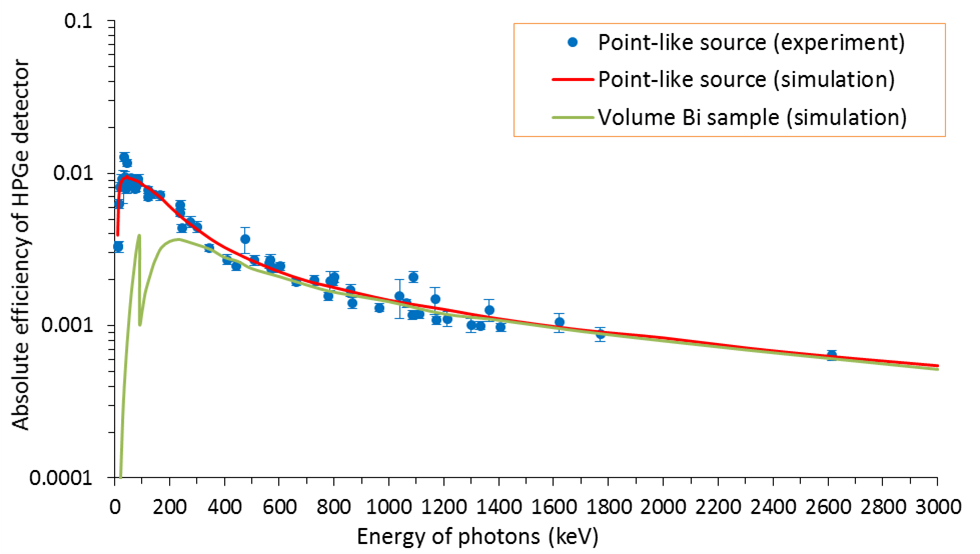 0.1
Point-like source (experiment)
Point-like source (simulation)
Volume Bi sample (simulation)
Absolute efficiency of HPGe detector
0.01
0.001
0.0001
0 200 400 600 800 1000 1200 1400 1600 1800 2000 2200 2400 2600 2800 3000
Energy of photons (keV)